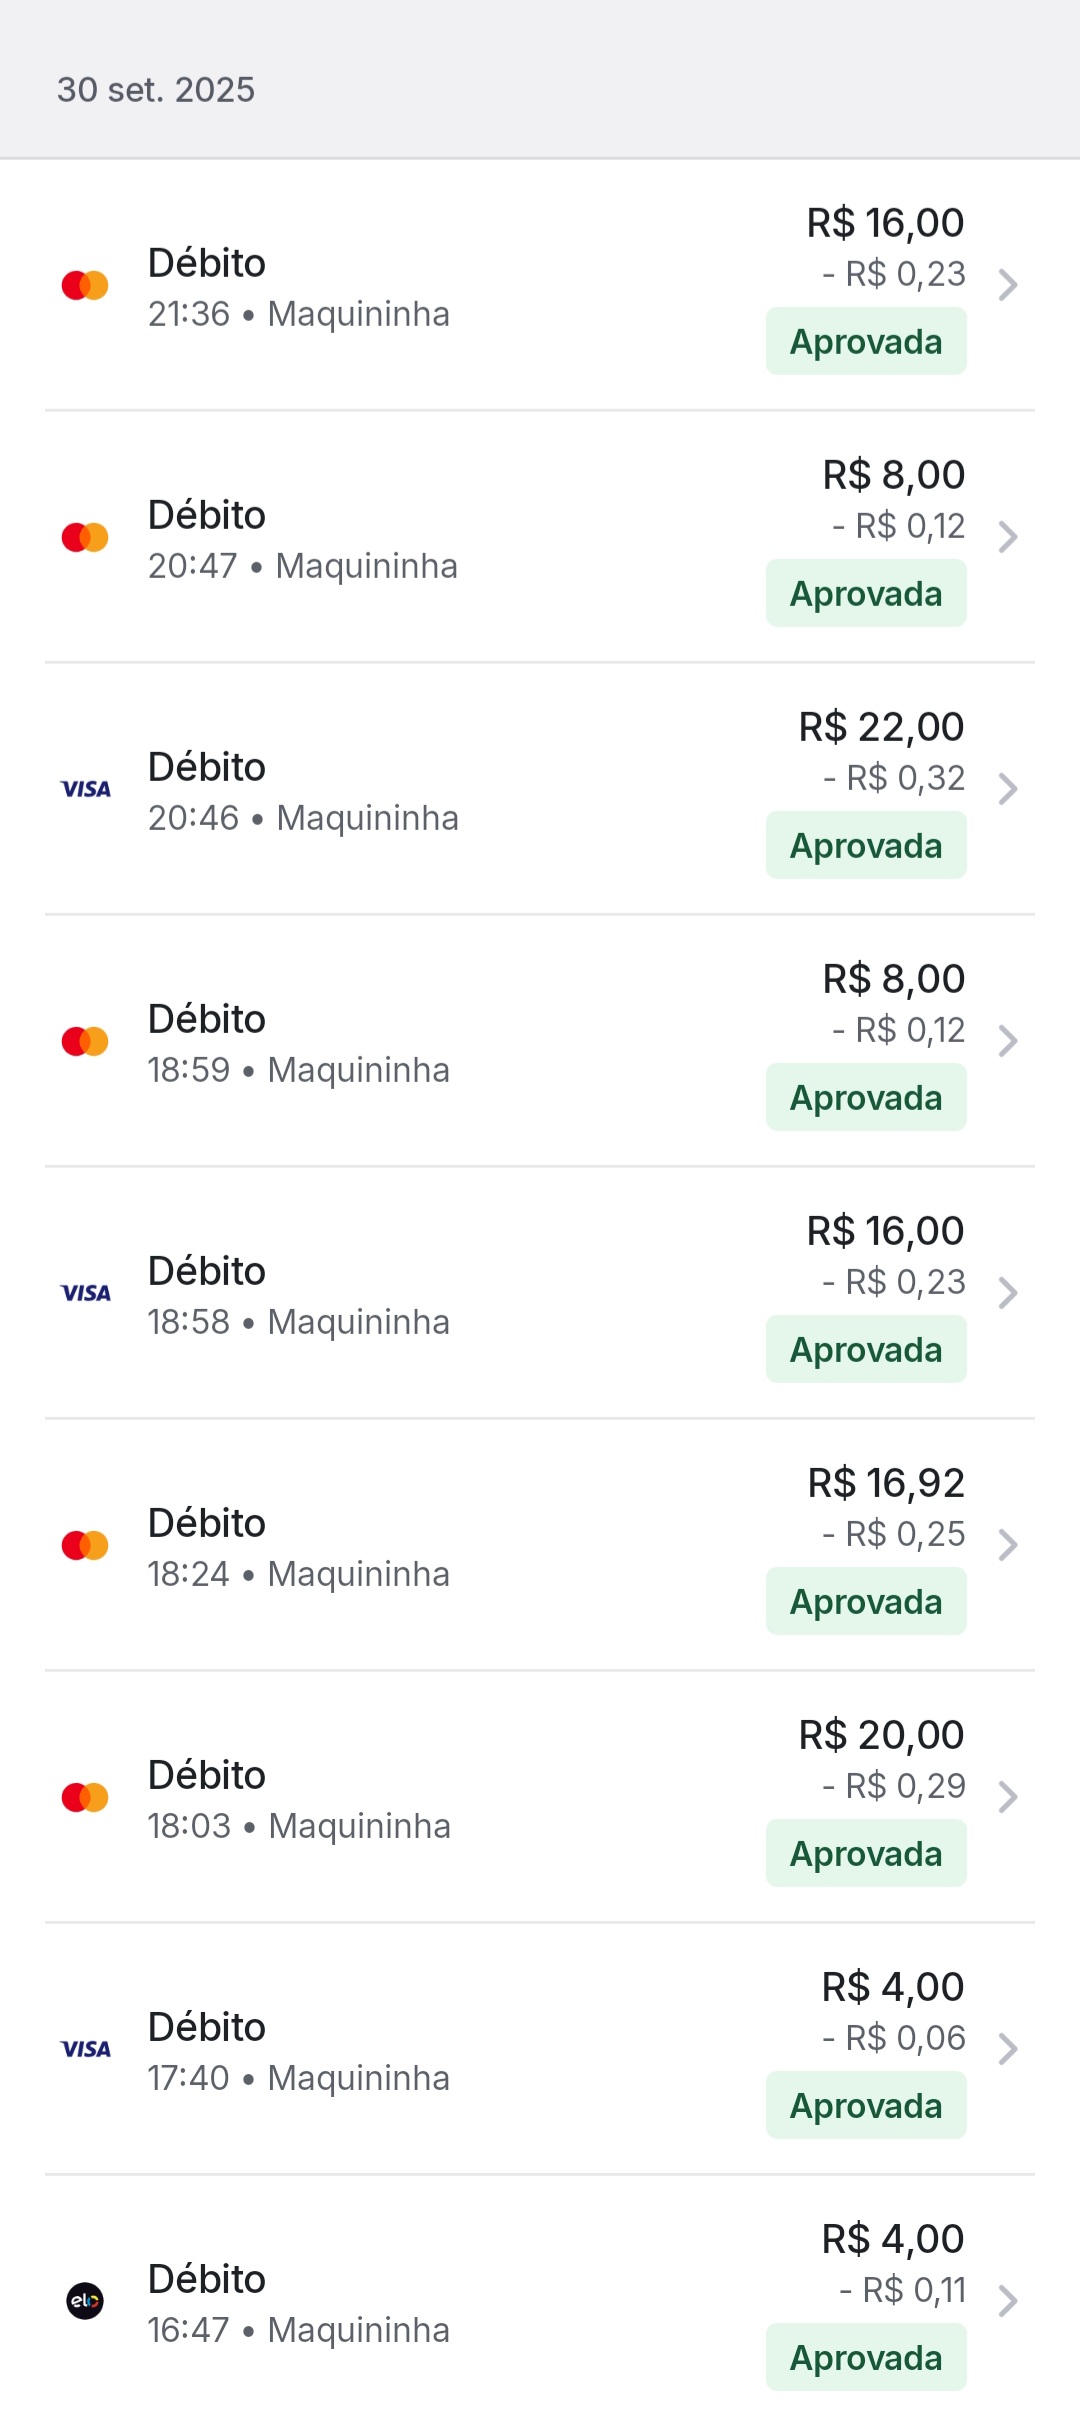 30 set. 2025
R$ 16,00
Débito
- R$ 0,23
21:36 • Maquininha
Aprovada
R$ 8,00
Débito
- R$ 0,12
20:47 • Maquininha
Aprovada
R$ 22,00
VISA
Débito
- R$ 0,32
20:46 • Maquininha
Aprovada
R$ 8,00
Débito
- R$ 0,12
18:59 • Maquininha
Aprovada
R$ 16,00
VISA
Débito
- R$ 0,23
18:58 • Maquininha
Aprovada
R$ 16,92
Débito
- R$ 0,25
18:24 • Maquininha
Aprovada
R$ 20,00
Débito
- R$ 0,29
18:03 • Maquininha
Aprovada
R$ 4,00
VISA
Débito
- R$ 0,06
17:40 • Maquininha
Aprovada
R$ 4,00
elo
Débito
- R$ 0,11
16:47 • Maquininha
Aprovada